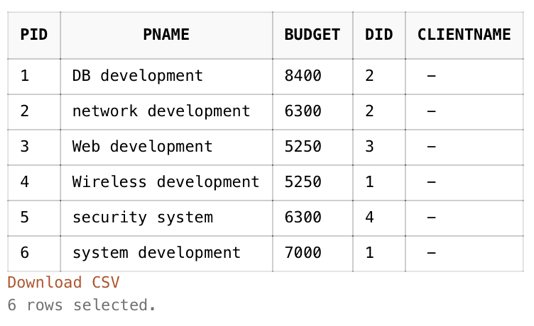 PID PNAME BUDGET DID CLIENTNAME
1 DB development 8400 2 –
2 network development 6300 2 –
3 Web development 5250 3 –
4 Wireless development 5250 1 –
5 security system 6300 4 –
6 system development 7000 1 –
Download CSV
6 rows selected.